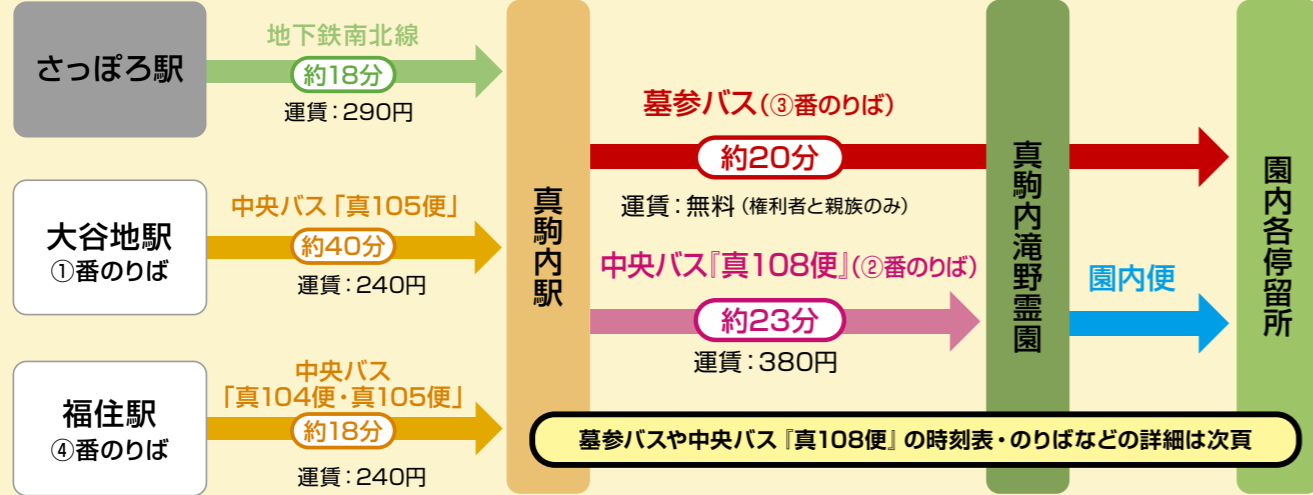 さっぽろ駅
地下鉄南北線
約18分
運賃：290円
大谷地駅
①番のりば
中央バス「真105便」
約40分
運賃：240円
福住駅
④番のりば
中央バス
「真104便・真105便」
約18分
運賃：240円
真駒内駅
墓参バス（③番のりば）
約20分
運賃：無料（権利者と親族のみ）
中央バス『真108便』（②番のりば）
約23分
運賃：380円
真駒内滝野霊園
園内便
園内各停留所
墓参バスや中央バス『真108便』の時刻表・のりばなどの詳細は次頁